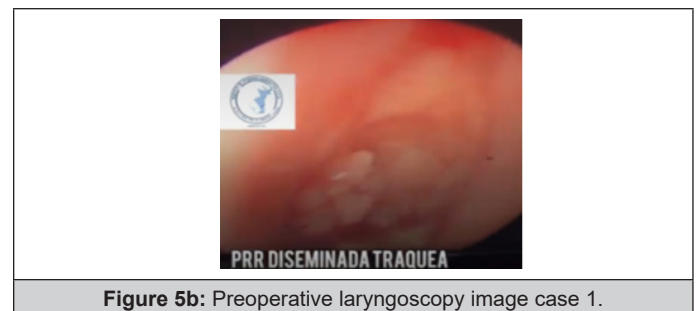 PRR DISEMINADA TRAQUEA
Figure 5b: Preoperative laryngoscopy image case 1.